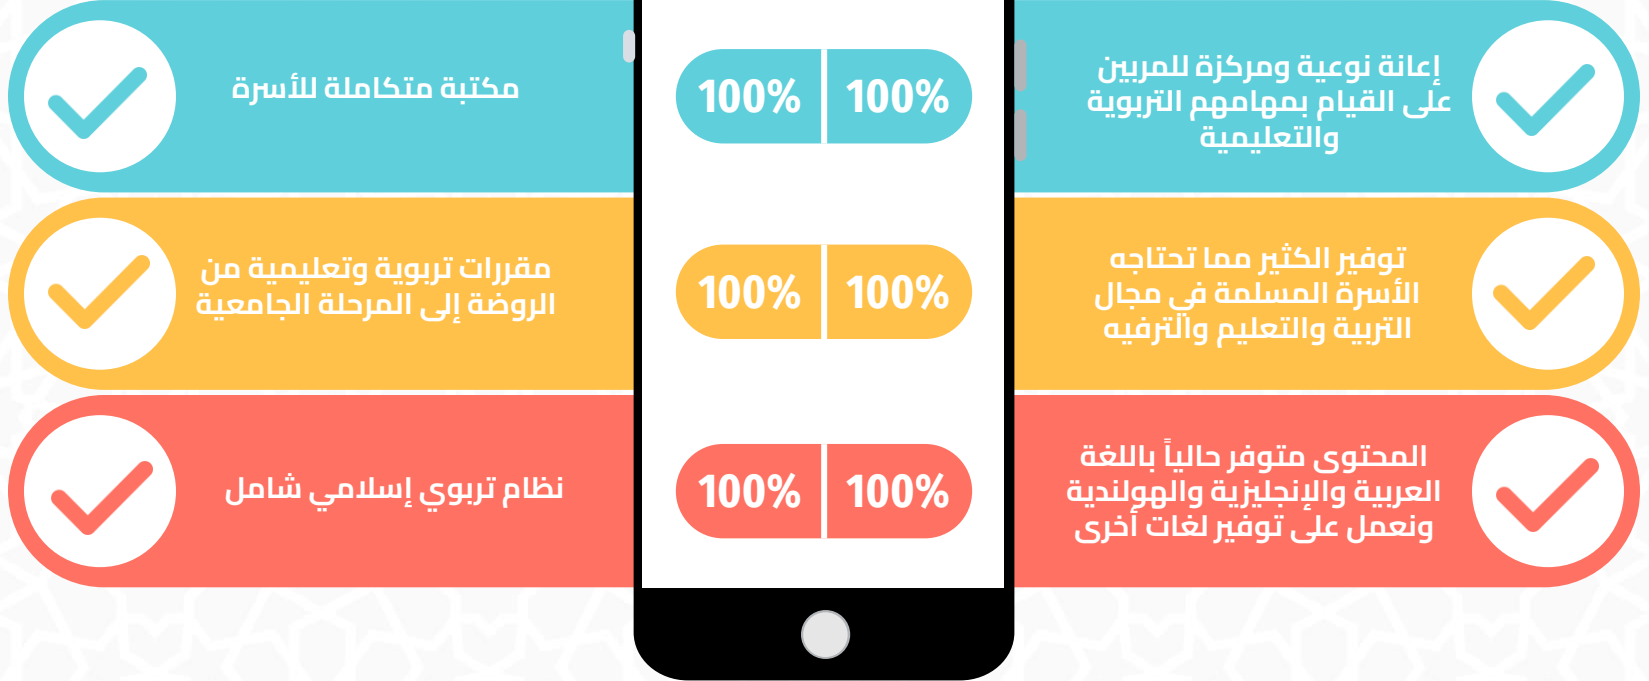 إعانة نوعية ومركزة للمربين
على القيام بمهامهم التربوية
والتعليمية
100% 100%
مكتبة متكاملة للأسرة
توفير الكثير مما تحتاجه
الأسرة المسلمة في مجال
التربية والتعليم والترفيه
100% 100%
مقررات تربوية وتعليمية من
الروضة إلى المرحلة الجامعية
المحتوى متوفر حالياً باللغة
العربية والإنجليزية والهولندية
ونعمل على توفير لغات أخرى
100% 100%
نظام تربوي إسلامي شامل